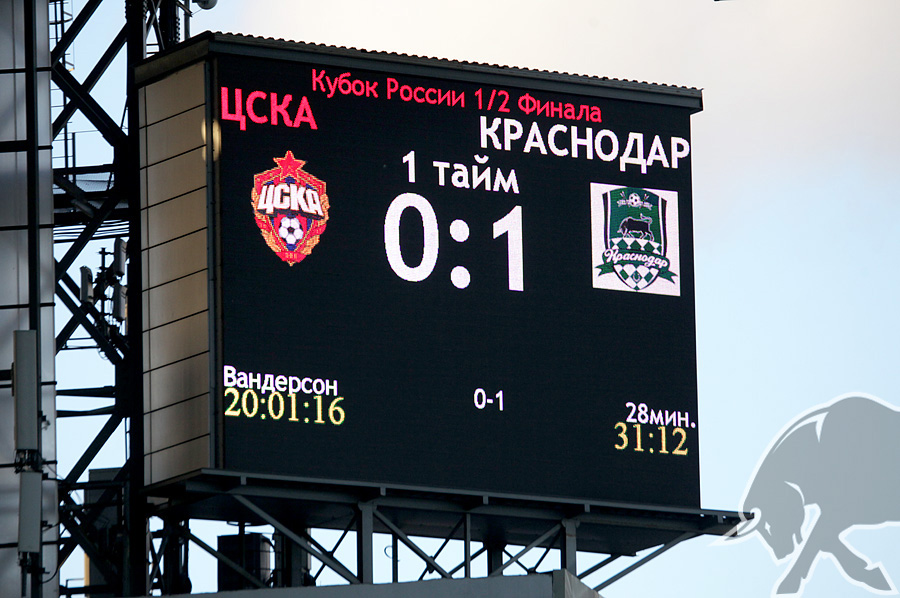 Кубок России 1/2 Финала
ЦСКА
КРАСНОДАР
1 тайм
0:1
ЦСКА
Краснодар
Вандерсон 0-1 28мин.
20:01:16 31:12